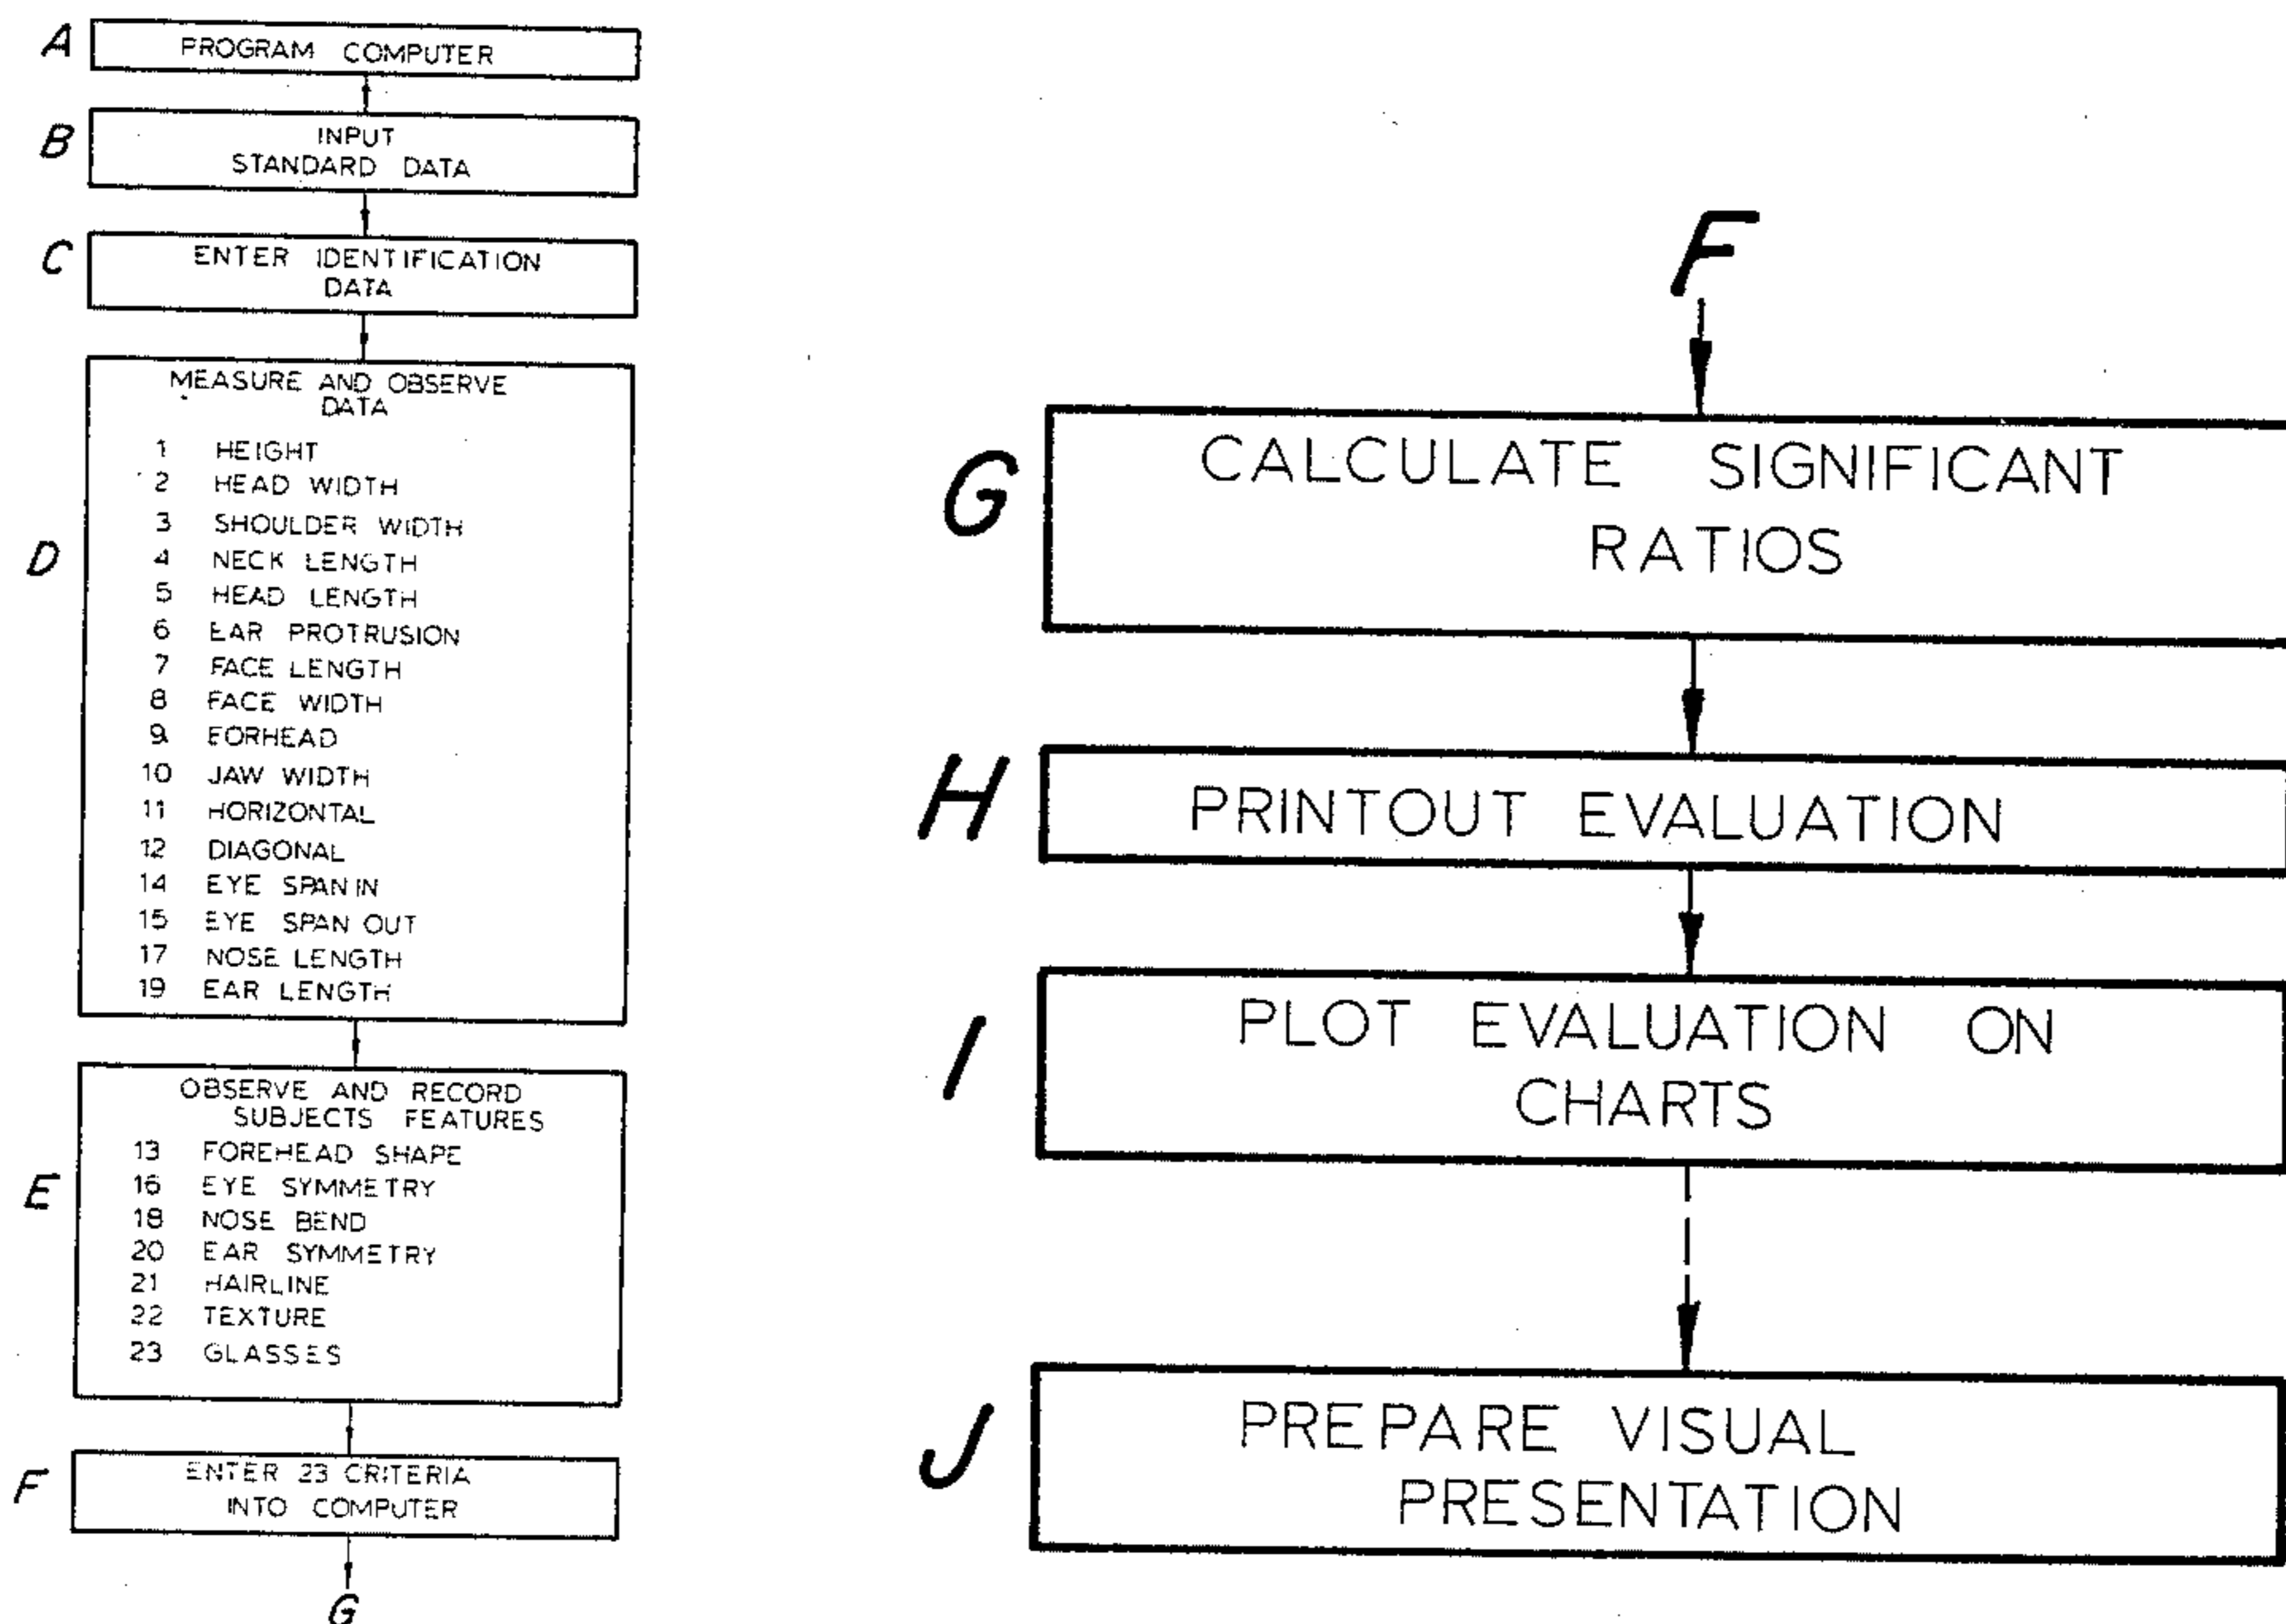 A PROGRAM COMPUTER
B INPUT
STANDARD DATA
C ENTER IDENTIFICATION
DATA
D MEASURE AND OBSERVE
DATA
1 HEIGHT
2 HEAD WIDTH
3 SHOULDER WIDTH
4 NECK LENGTH
5 HEAD LENGTH
6 EAR PROTRUSION
7 FACE LENGTH
8 FACE WIDTH
9 FORHEAD
10 JAW WIDTH
11 HORIZONTAL
12 DIAGONAL
14 EYE SPAN IN
15 EYE SPAN OUT
17 NOSE LENGTH
19 EAR LENGTH
E OBSERVE AND RECORD
SUBJECTS FEATURES
13 FOREHEAD SHAPE
16 EYE SYMMETRY
18 NOSE BEND
20 EAR SYMMETRY
21 HAIRLINE
22 TEXTURE
23 GLASSES
F ENTER 23 CRITERIA
INTO COMPUTER
G
F
G CALCULATE SIGNIFICANT
RATIOS
H PRINTOUT EVALUATION
I PLOT EVALUATION ON
CHARTS
J PREPARE VISUAL
PRESENTATION